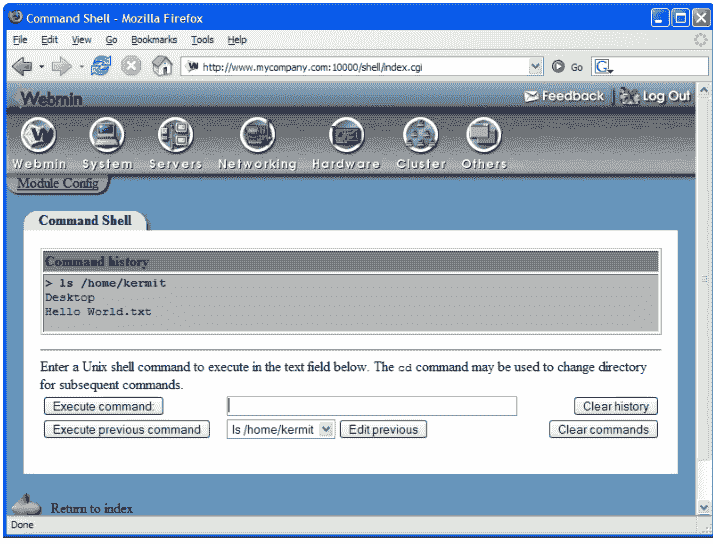 Command Shell - Mozilla Firefox
File Edit View Go Bookmarks Tools Help
http://www.mycompany.com:10000/shell/index.cgi Go
Webmin Feedback Log Out
Webmin System Servers Networking Hardware Cluster Others
Module Config
Command Shell
Command history
> ls /home/kermit
Desktop
Hello World.txt
Enter a Unix shell command to execute in the text field below. The cd command may be used to change directory
for subsequent commands.
Execute command: Clear history
Execute previous command ls /home/kermit Edit previous Clear commands
Return to index
Done